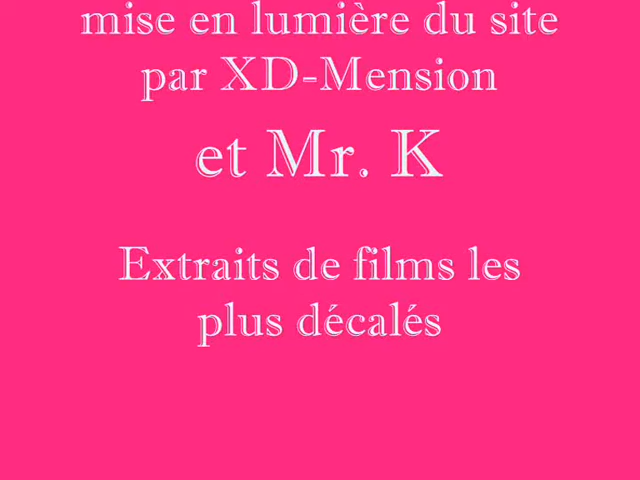 mise en lumière du site
par XD-Mension
et Mr. K
Extraits de films les
plus décalés